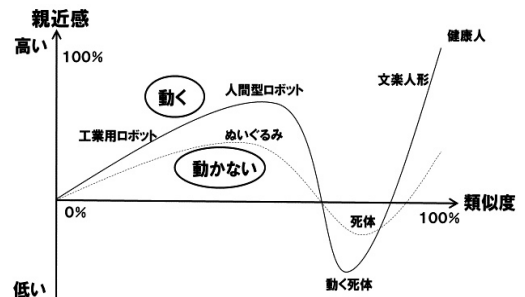 親近感
高い
100%
健康人
文楽人形
動く
人間型ロボット
工業用ロボット
ぬいぐるみ
動かない
0%
死体
100%
類似度
動く死体
低い